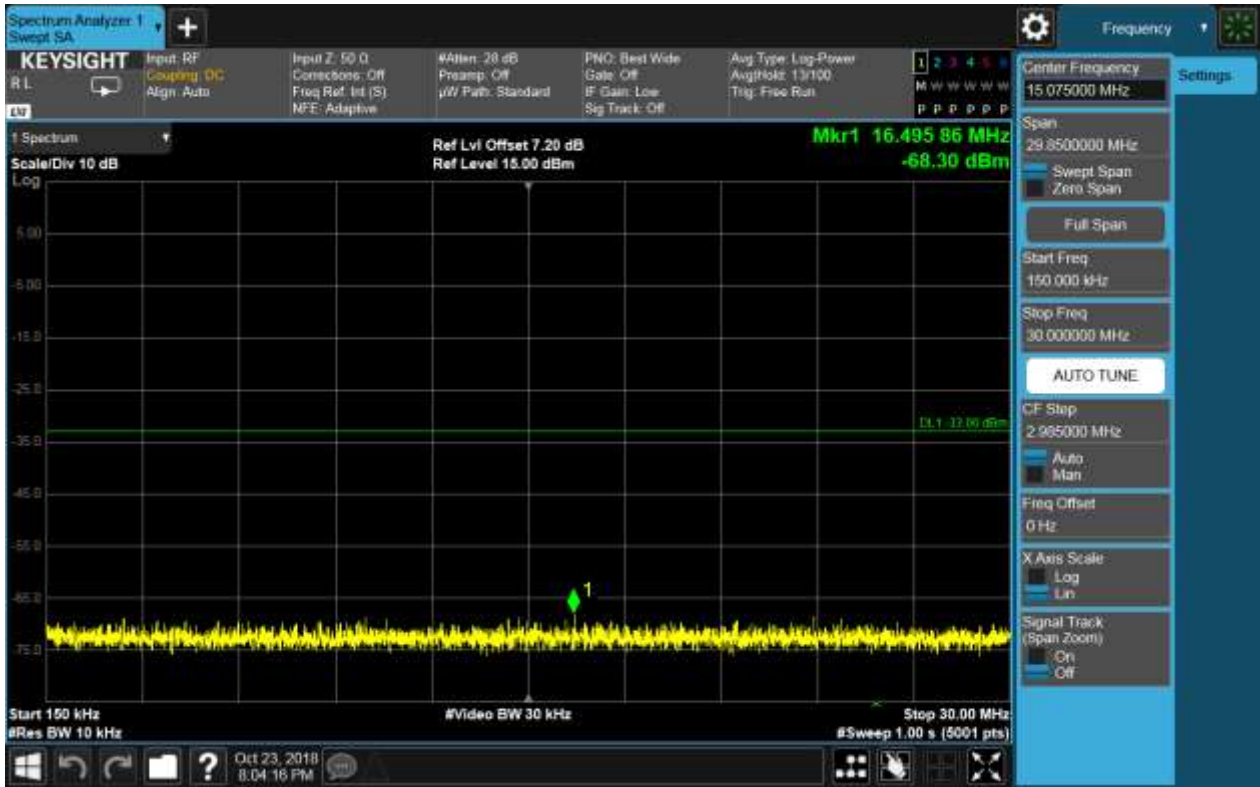 Spectrum Analyzer 1
Swept SA
+
Frequency
KEYSIGHT
R L
Input: RF
Coupling: DC
Align: Auto
Input Z: 50 Ω
Corrections: Off
Freq Ref: Int (S)
NFE: Adaptive
#Atten: 28 dB
Preamp: Off
µW Path: Standard
PNO: Best Wide
Gate: Off
IF Gain: Low
Sig Track: Off
Avg Type: Log-Power
Avg|Hold: 13/100
Trig: Free Run
1 2 3 4 5 6
M W W W W W
P P P P P P
1 Spectrum
Scale/Div 10 dB
Log
Ref Lvl Offset 7.20 dB
Ref Level 15.00 dBm
Mkr1 16.495 86 MHz
-68.30 dBm
5.00
-5.00
-15.0
-25.0
-35.0
-45.0
-55.0
-65.0
-75.0
DL1 -33.00 dBm
1
Start 150 kHz
#Res BW 10 kHz
#Video BW 30 kHz
Stop 30.00 MHz
#Sweep 1.00 s (5001 pts)
Center Frequency
15.075000 MHz
Settings
Span
29.8500000 MHz
Swept Span
Zero Span
Full Span
Start Freq
150.000 kHz
Stop Freq
30.000000 MHz
AUTO TUNE
CF Step
2.985000 MHz
Auto
Man
Freq Offset
0 Hz
X Axis Scale
Log
Lin
Signal Track
(Span Zoom)
On
Off
?
Oct 23, 2018
8:04:16 PM